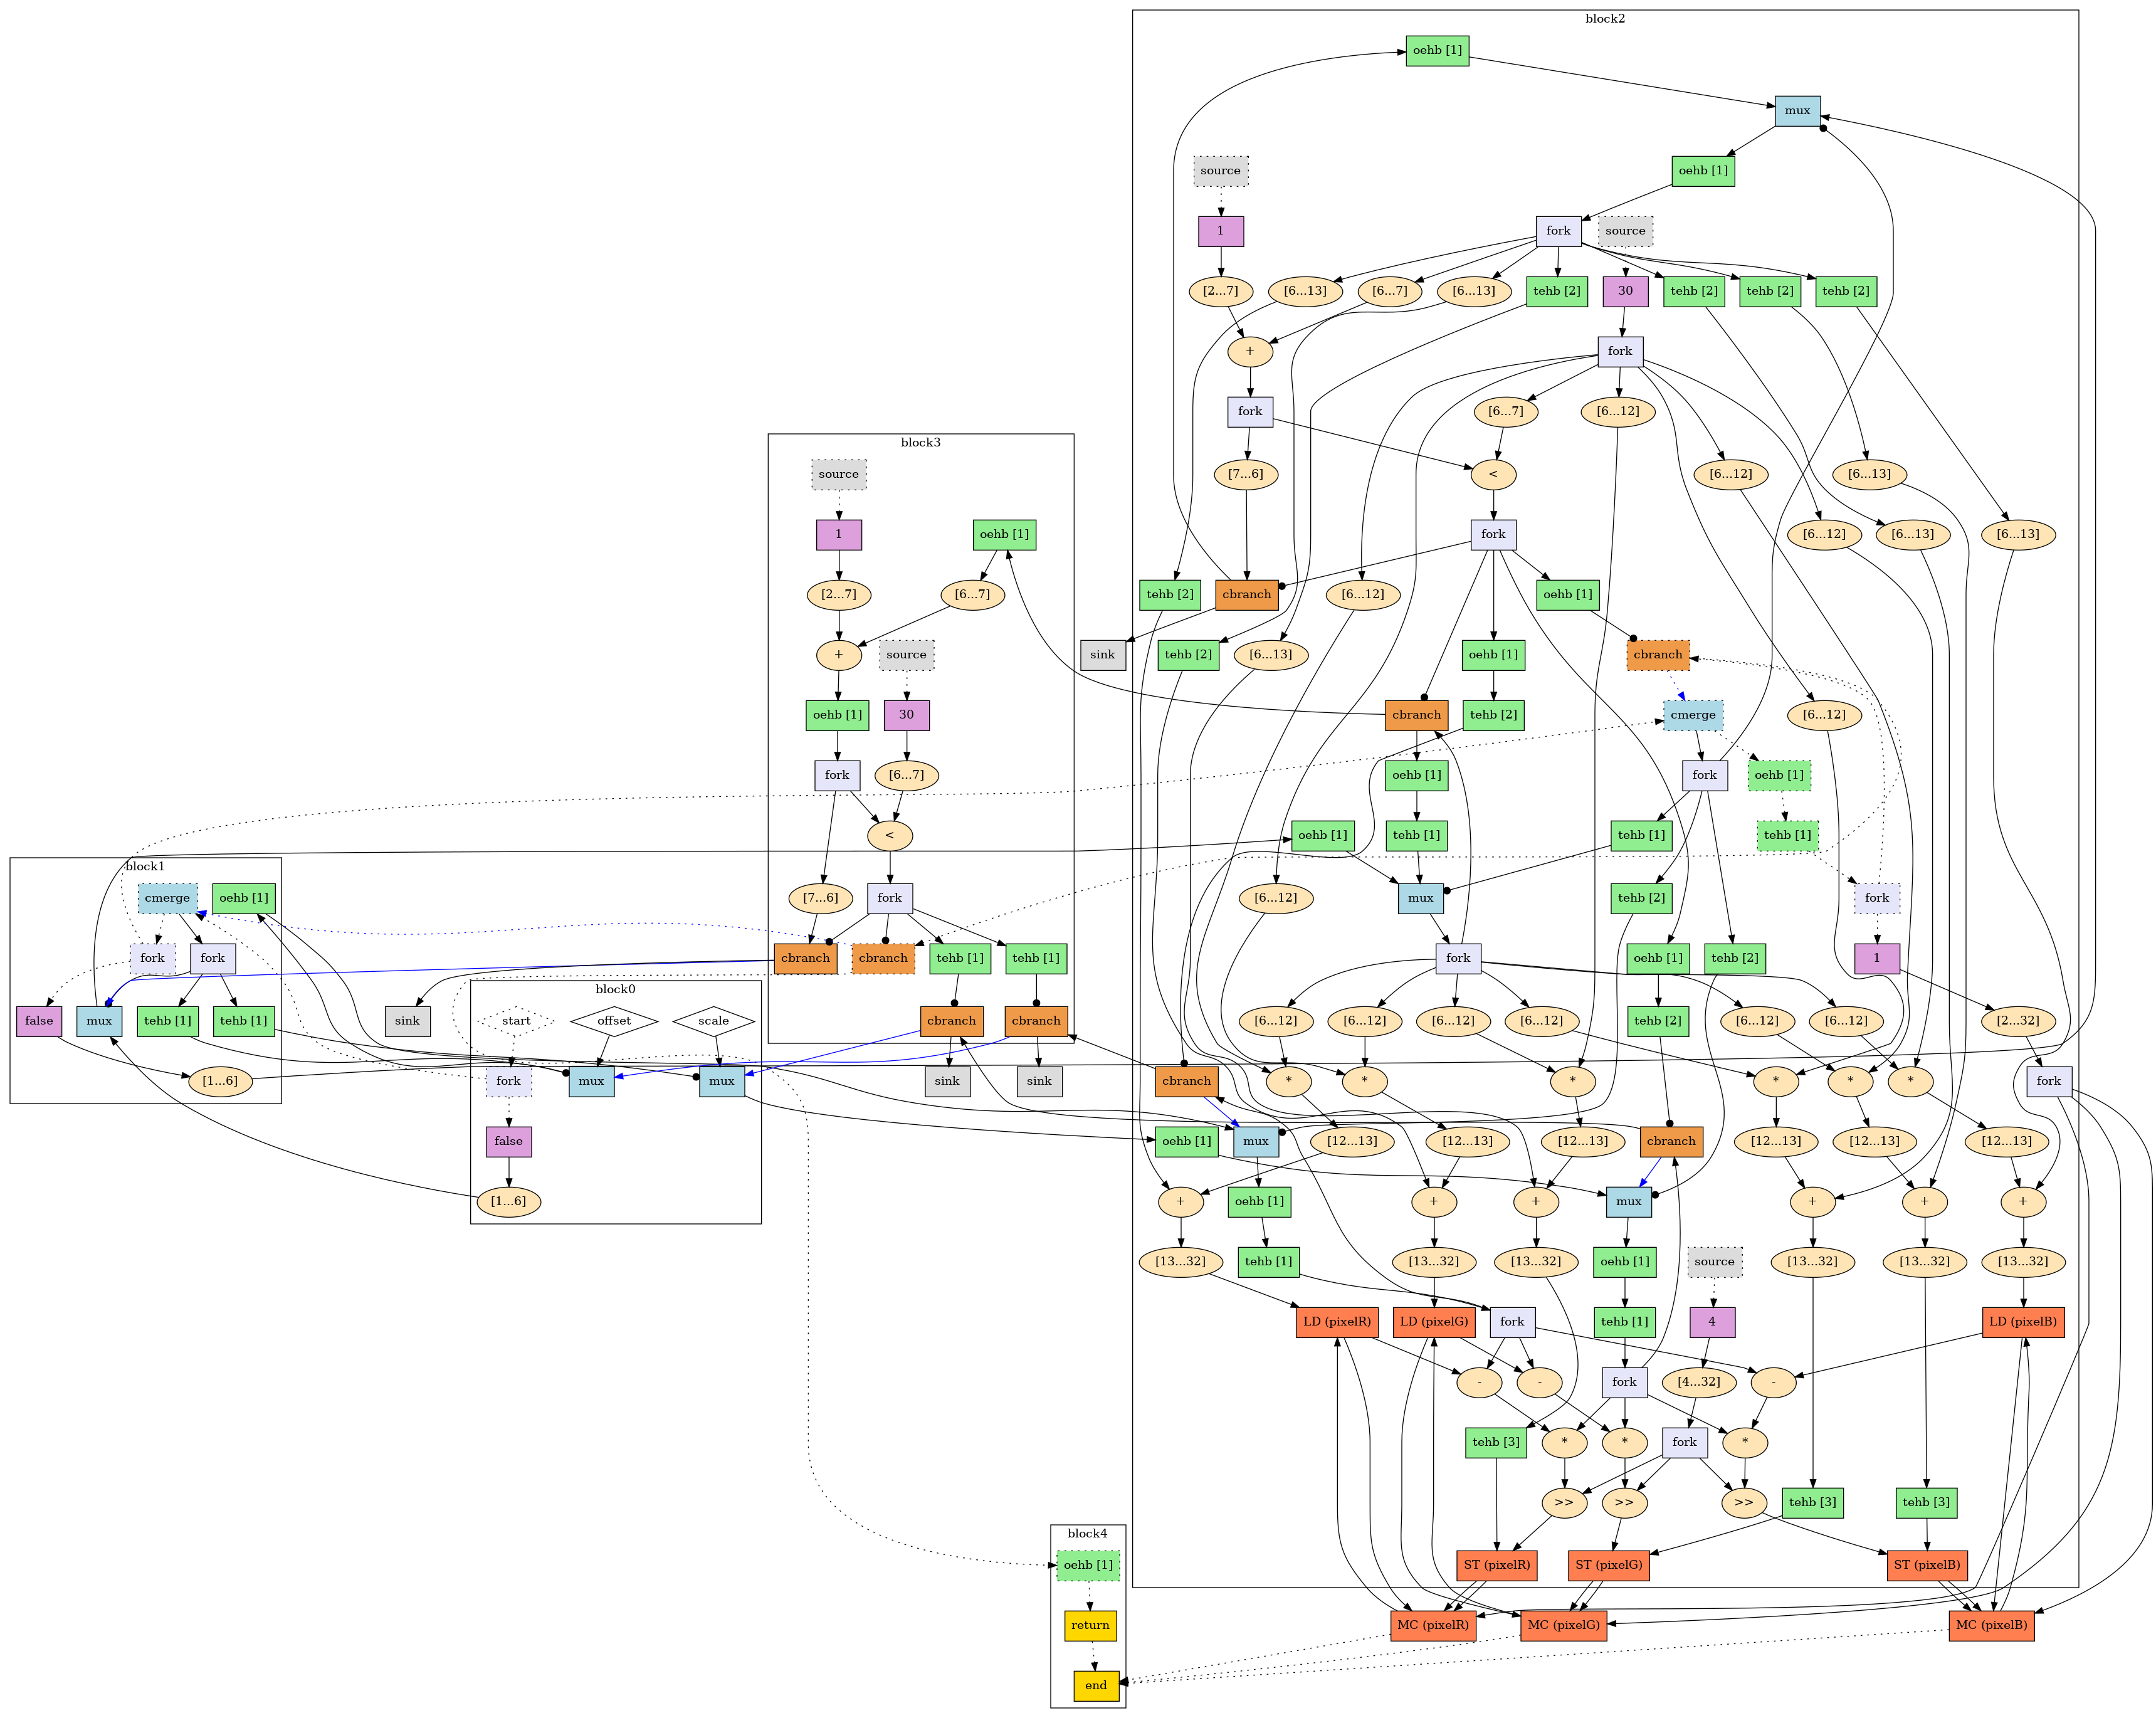 block2
oehb [1]
mux
source
oehb [1]
1
fork
source
[2...7]
[6...13]
[6...7]
[6...13]
tehb [2]
30
tehb [2]
tehb [2]
tehb [2]
+
fork
fork
[6...7]
[6...12]
block3
source
[7...6]
<
[6...12]
[6...13]
1
oehb [1]
fork
[6...12]
[6...13]
[6...13]
[2...7]
[6...7]
tehb [2]
cbranch
[6...12]
oehb [1]
+
source
sink
tehb [2]
[6...13]
oehb [1]
cbranch
oehb [1]
30
cbranch
tehb [2]
cmerge
[6...12]
fork
[6...7]
oehb [1]
fork
oehb [1]
<
oehb [1]
tehb [1]
tehb [1]
tehb [1]
block1
cmerge
oehb [1]
[7...6]
fork
[6...12]
mux
tehb [2]
fork
fork
fork
cbranch
cbranch
tehb [1]
tehb [1]
fork
oehb [1]
tehb [2]
1
block0
false
mux
tehb [1]
tehb [1]
sink
start
offset
scale
cbranch
cbranch
[6...12]
[6...12]
[6...12]
[6...12]
tehb [2]
[6...12]
[6...12]
[2...32]
[1...6]
fork
mux
mux
sink
sink
cbranch
*
*
*
*
*
*
fork
false
oehb [1]
mux
[12...13]
[12...13]
[12...13]
cbranch
[12...13]
[12...13]
[12...13]
[1...6]
+
oehb [1]
+
+
mux
+
+
+
[13...32]
tehb [1]
[13...32]
[13...32]
oehb [1]
source
[13...32]
[13...32]
[13...32]
LD (pixelR)
LD (pixelG)
fork
tehb [1]
4
LD (pixelB)
-
-
fork
[4...32]
-
tehb [3]
*
*
fork
*
>>
>>
>>
tehb [3]
tehb [3]
block4
oehb [1]
ST (pixelR)
ST (pixelG)
ST (pixelB)
return
MC (pixelR)
MC (pixelG)
MC (pixelB)
end